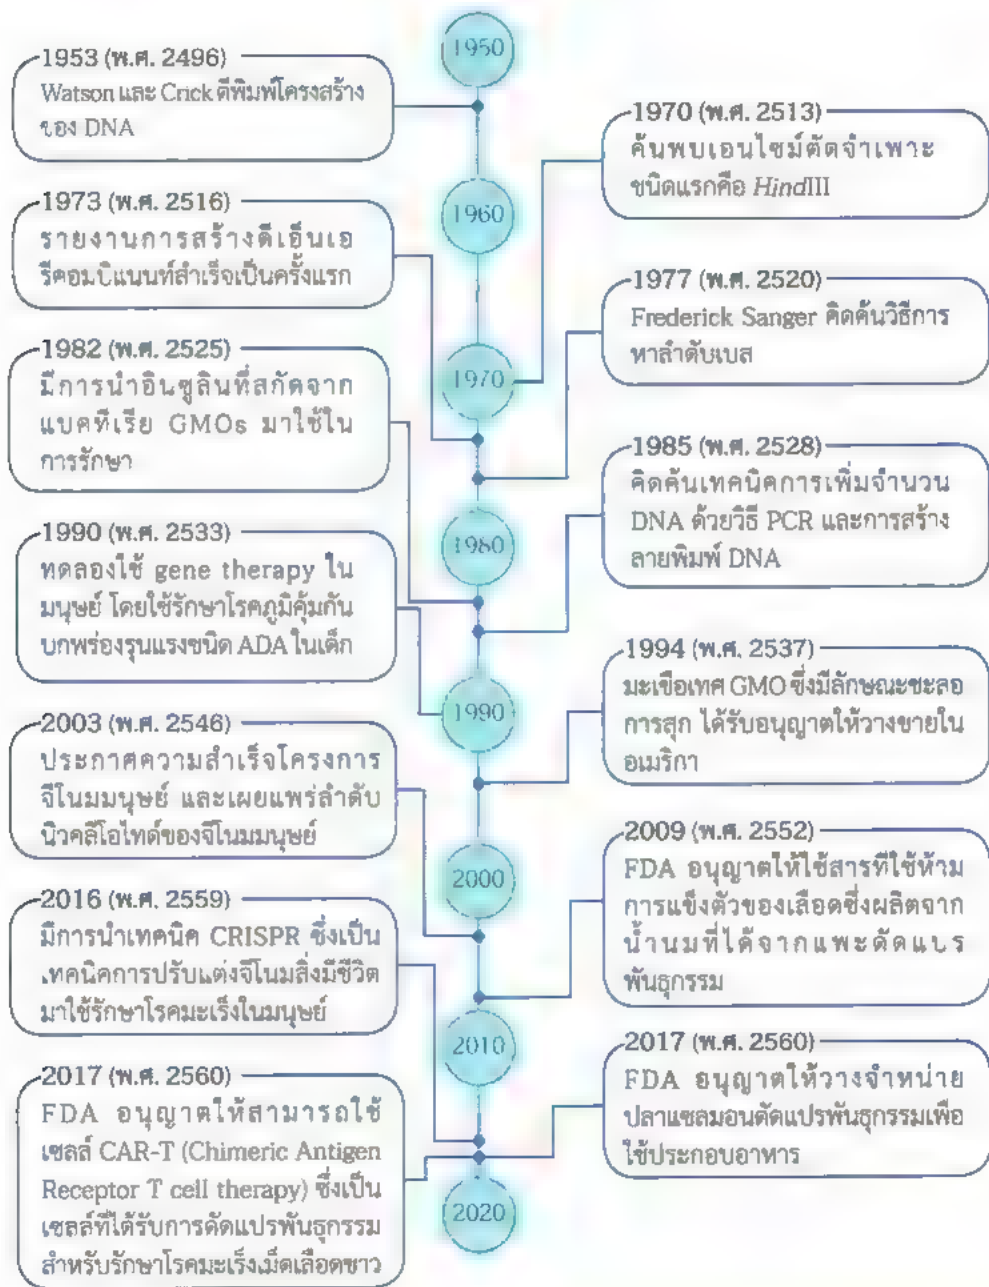 1950
1953 (พ.ศ. 2496)
Watson และ Crick ตีพิมพ์โครงสร้าง
ของ DNA
1970 (พ.ศ. 2513)
ค้นพบเอนไซม์ตัดจำเพาะ
ชนิดแรกคือ HindIII
1960
1973 (พ.ศ. 2516)
รายงานการสร้างดีเอ็นเอ
รีคอมบิแนนท์สำเร็จเป็นครั้งแรก
1977 (พ.ศ. 2520)
Frederick Sanger คิดค้นวิธีการ
หาลำดับเบส
1970
1982 (พ.ศ. 2525)
มีการนำอินซูลินที่สกัดจาก
แบคทีเรีย GMOs มาใช้ใน
การรักษา
1985 (พ.ศ. 2528)
คิดค้นเทคนิคการเพิ่มจำนวน
DNA ด้วยวิธี PCR และการสร้าง
ลายพิมพ์ DNA
1980
1990 (พ.ศ. 2533)
ทดลองใช้ gene therapy ใน
มนุษย์ โดยใช้รักษาโรคภูมิคุ้มกัน
บกพร่องรุนแรงชนิด ADA ในเด็ก
1994 (พ.ศ. 2537)
มะเขือเทศ GMO ซึ่งมีลักษณะชะลอ
การสุก ได้รับอนุญาตให้วางขายใน
อเมริกา
1990
2003 (พ.ศ. 2546)
ประกาศความสำเร็จโครงการ
จีโนมมนุษย์ และเผยแพร่ลำดับ
นิวคลีโอไทด์ของจีโนมมนุษย์
2009 (พ.ศ. 2552)
FDA อนุญาตให้ใช้สารที่ใช้ห้าม
การแข็งตัวของเลือดซึ่งผลิตจาก
น้ำนมที่ได้จากแพะดัดแปร
พันธุกรรม
2000
2016 (พ.ศ. 2559)
มีการนำเทคนิค CRISPR ซึ่งเป็น
เทคนิคการปรับแต่งจีโนมสิ่งมีชีวิต
มาใช้รักษาโรคมะเร็งในมนุษย์
2010
2017 (พ.ศ. 2560)
FDA อนุญาตให้วางจำหน่าย
ปลาแซลมอนดัดแปรพันธุกรรมเพื่อ
ใช้ประกอบอาหาร
2017 (พ.ศ. 2560)
FDA อนุญาตให้สามารถใช้
เซลล์ CAR-T (Chimeric Antigen
Receptor T cell therapy) ซึ่งเป็น
เซลล์ที่ได้รับการดัดแปรพันธุกรรม
สำหรับรักษาโรคมะเร็งเม็ดเลือดขาว
2020